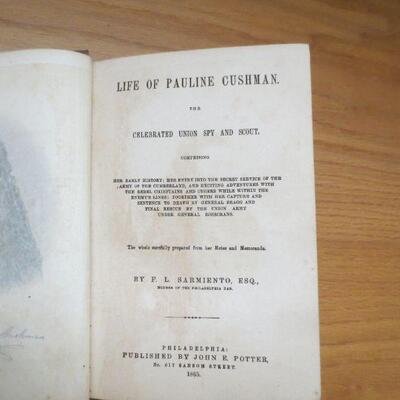 LIFE OF PAULINE CUSHMAN.
THE
CELEBRATED UNION SPY AND SCOUT.
COMPRISING
HER EARLY HISTORY; HER ENTRY INTO THE SECRET SERVICE OF THE
ARMY OF THE CUMBERLAND, AND EXCITING ADVENTURES WITH
THE REBEL CHIEFTAINS AND OTHERS WHILE WITHIN THE
ENEMY'S LINES; TOGETHER WITH HER CAPTURE AND
SENTENCE TO DEATH BY GENERAL BRAGG AND
FINAL RESCUE BY THE UNION ARMY
UNDER GENERAL ROSECRANS.
The whole carefully prepared from her Notes and Memoranda.
BY F. L. SARMIENTO, ESQ.,
MEMBER OF THE PHILADELPHIA BAR.
PHILADELPHIA:
PUBLISHED BY JOHN E. POTTER,
No. 617 SANSOM STREET.
1865.
Cushman